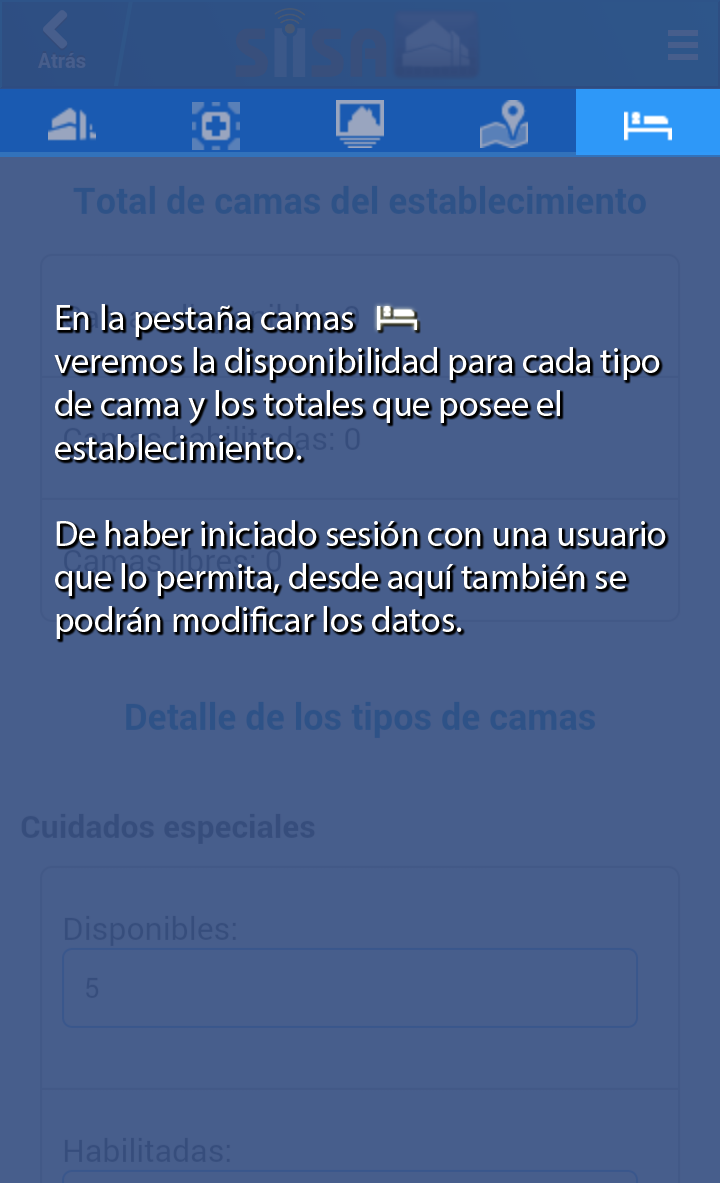 Atrás
SIISA
Total de camas del establecimiento
En la pestaña camas
veremos la disponibilidad para cada tipo
de cama y los totales que posee el
Camas habilitadas: 0
establecimiento.
De haber iniciado sesión con una usuario
Camas libres: 0
que lo permita, desde aquí también se
podrán modificar los datos.
Detalle de los tipos de camas
Cuidados especiales
Disponibles:
5
Habilitadas: